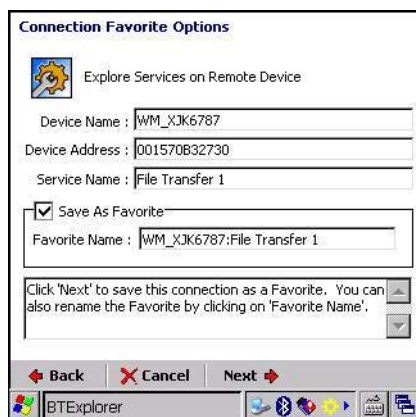 Connection Favorite Options
Explore Services on Remote Device
Device Name : WM_XJK6787
Device Address : 001570B32730
Service Name : File Transfer 1
Save As Favorite
Favorite Name : WM_XJK6787:File Transfer 1
Click 'Next' to save this connection as a Favorite. You can
also rename the Favorite by clicking on 'Favorite Name'.
Back Cancel Next
BTExplorer